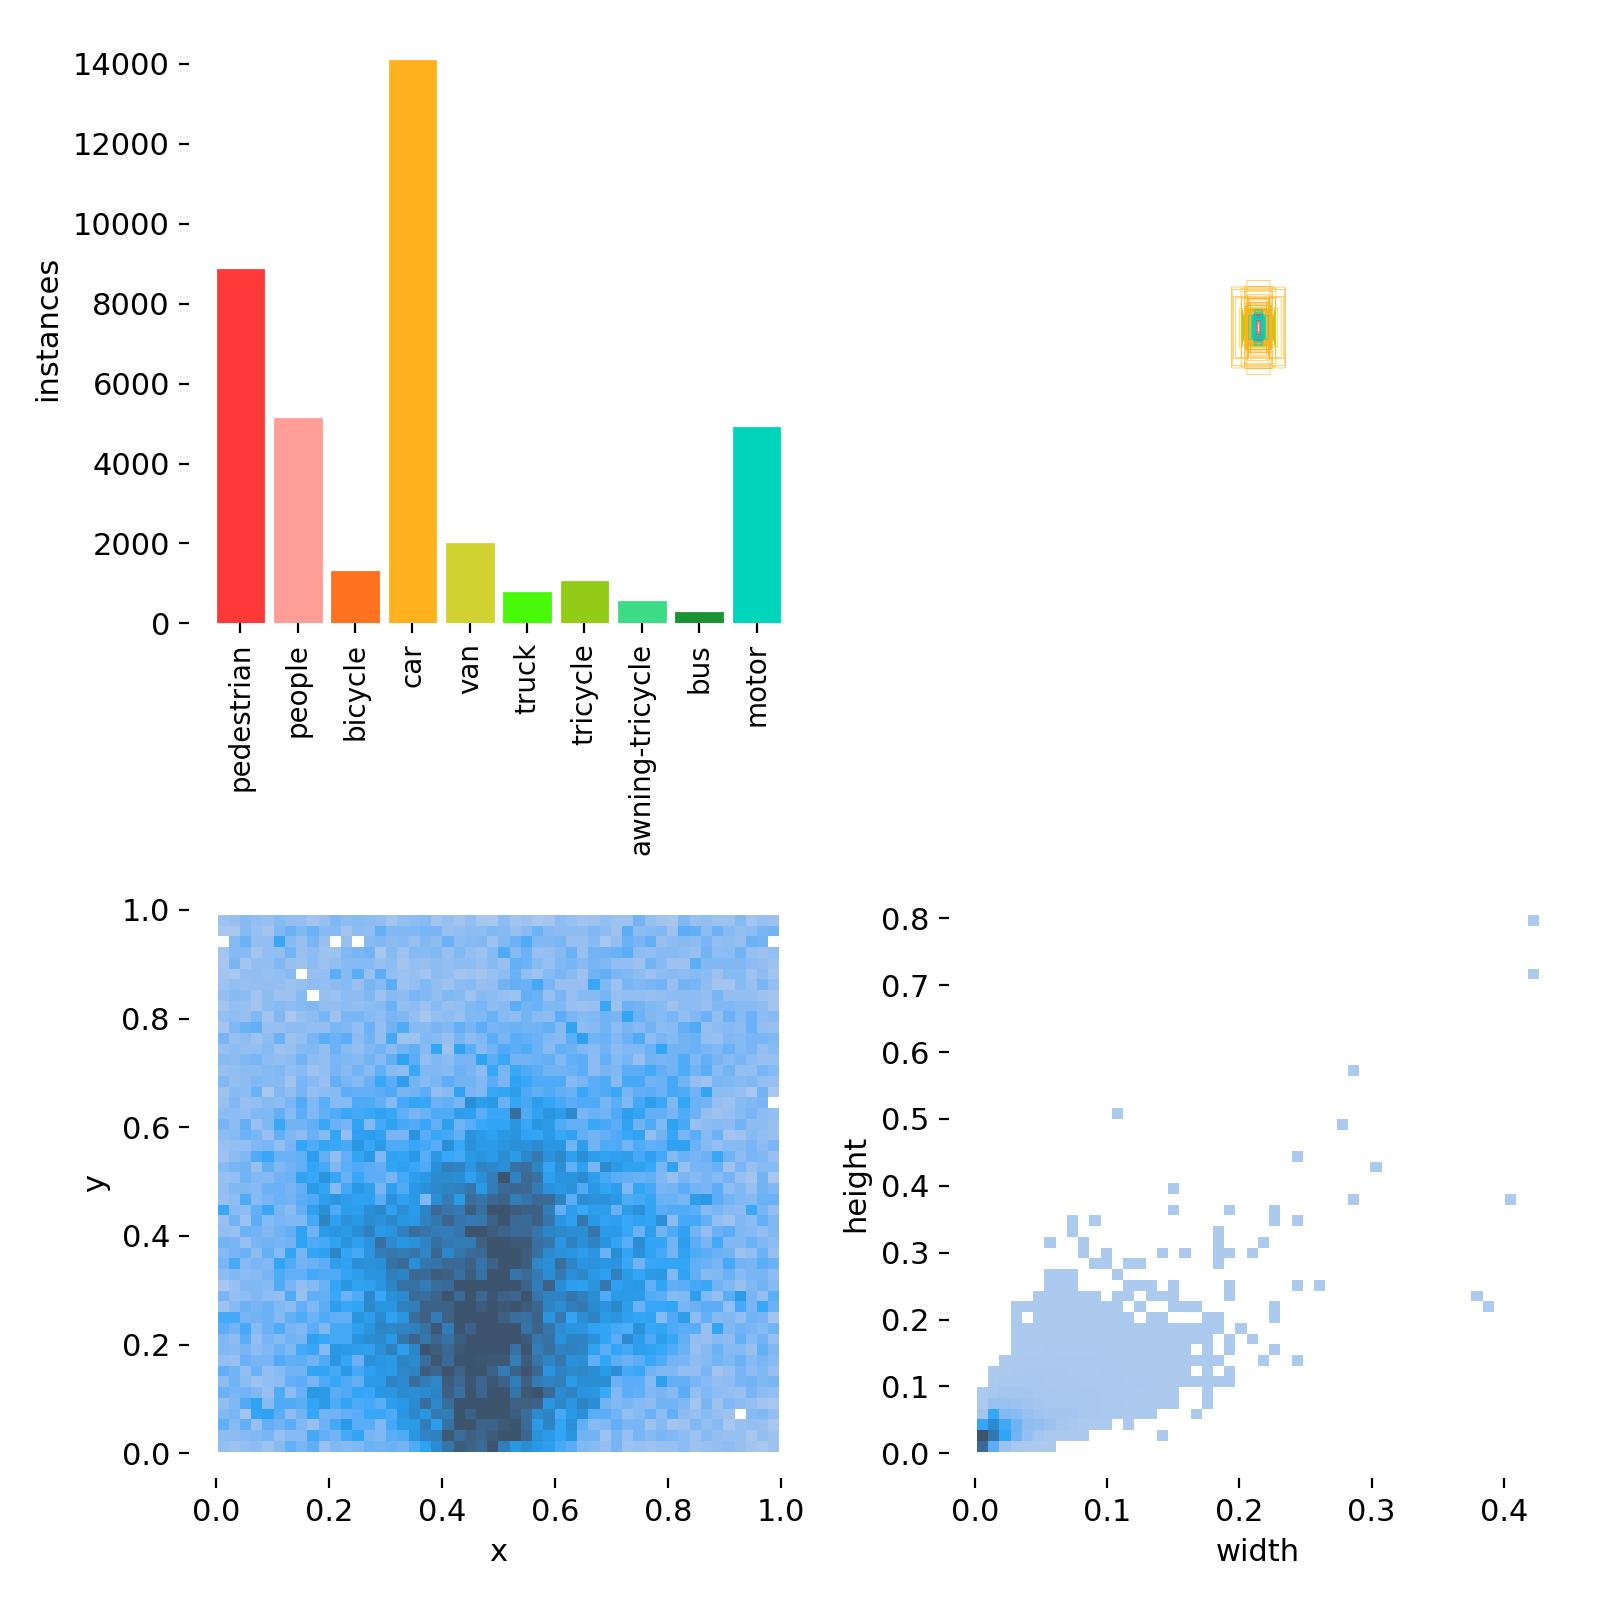 14000
12000
10000
8000
6000
4000
2000
0
instances
pedestrian
people
bicycle
car
van
truck
tricycle
awning-tricycle
bus
motor
1.0
0.8
0.6
0.4
0.2
0.0
y
0.0 0.2 0.4 0.6 0.8 1.0
x
0.8
0.7
0.6
0.5
0.4
0.3
0.2
0.1
0.0
height
0.0 0.1 0.2 0.3 0.4
width